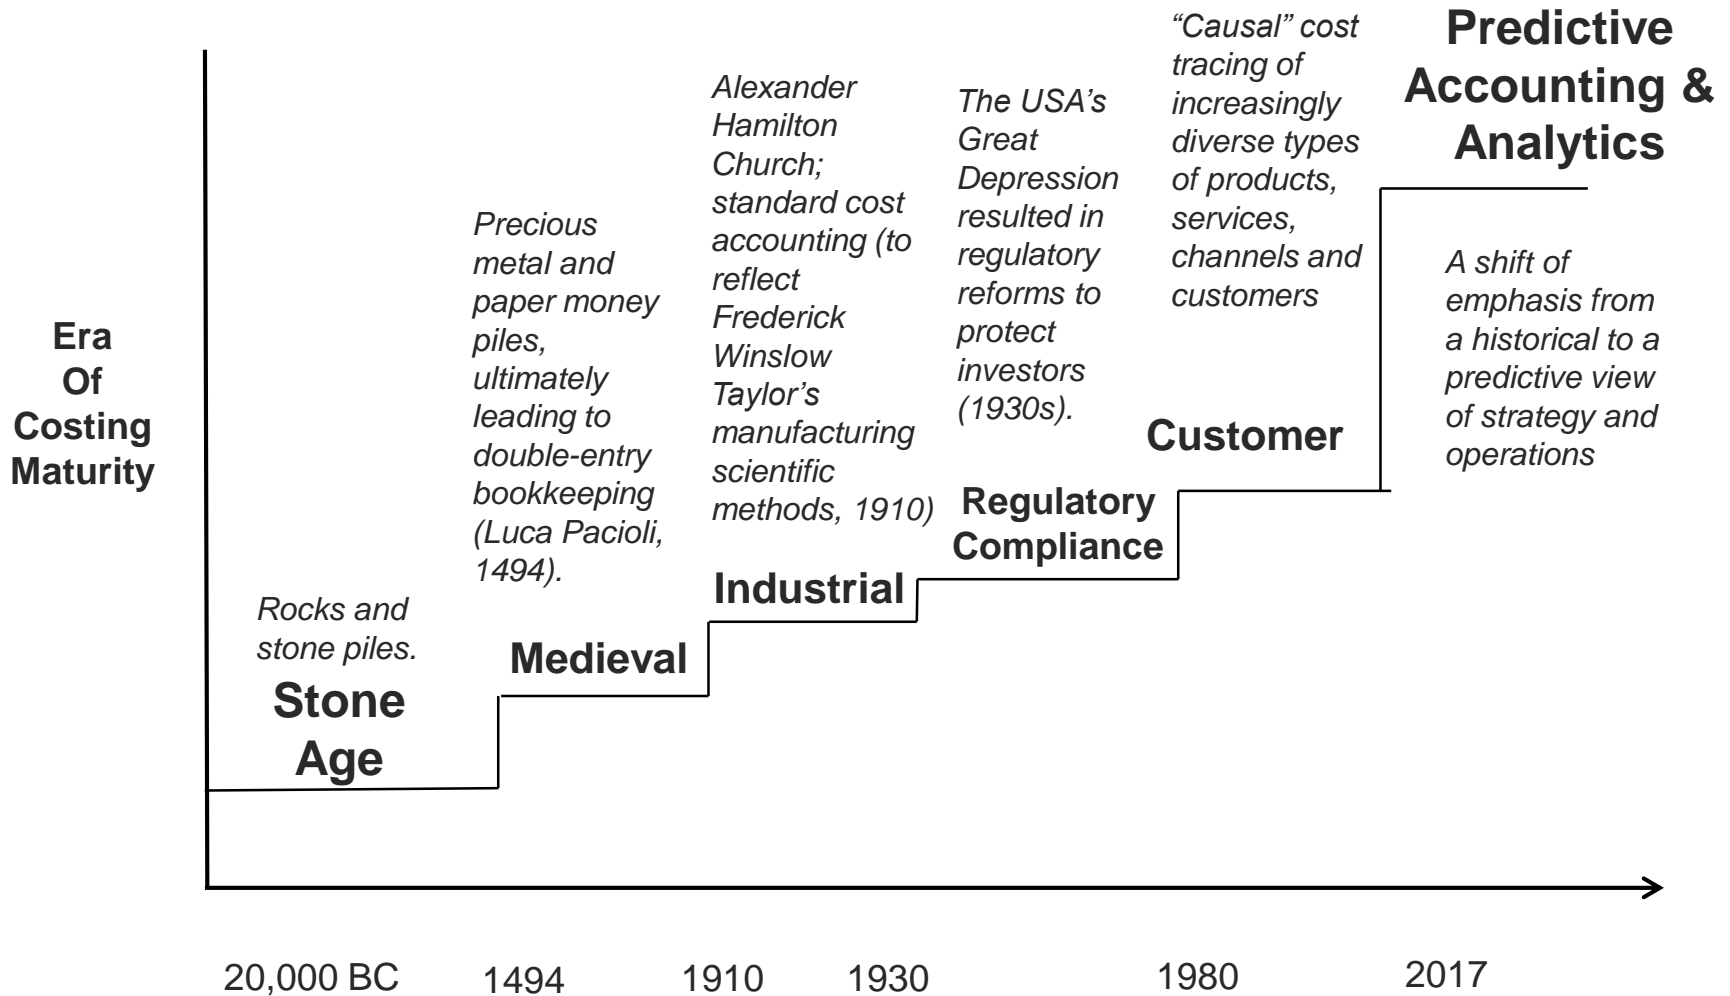 Era
Of
Costing
Maturity
Rocks and
stone piles.
Stone
Age
Precious
metal and
paper money
piles,
ultimately
leading to
double-entry
bookkeeping
(Luca Pacioli,
1494).
Medieval
Alexander
Hamilton
Church;
standard cost
accounting (to
reflect
Frederick
Winslow
Taylor’s
manufacturing
scientific
methods, 1910)
Industrial
The USA’s
Great
Depression
resulted in
regulatory
reforms to
protect
investors
(1930s).
Regulatory
Compliance
“Causal” cost
tracing of
increasingly
diverse types
of products,
services,
channels and
customers
Customer
Predictive
Accounting &
Analytics
A shift of
emphasis from
a historical to a
predictive view
of strategy and
operations
20,000 BC
1494
1910
1930
1980
2017